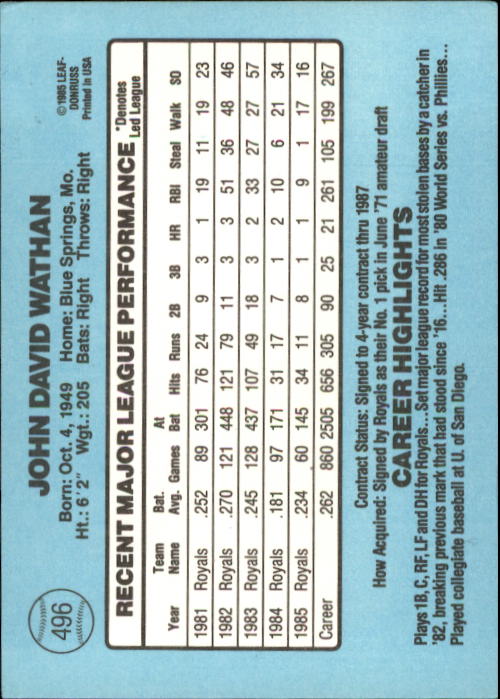 496
JOHN DAVID WATHAN
©1985 LEAF-
DONRUSS
Printed in USA
Born: Oct. 4, 1949 Home: Blue Springs, Mo.
Ht.: 6'2" Wgt.: 205 Bats: Right Throws: Right
RECENT MAJOR LEAGUE PERFORMANCE *Denotes
Led League
Year Team Name Bat. Avg. Games At Bat Hits Runs 2B 3B HR RBI Steal Walk SO
1981 Royals .252 89 301 76 24 9 3 1 19 11 19 23
1982 Royals .270 121 448 121 79 11 3 3 51 36 48 46
1983 Royals .245 128 437 107 49 18 3 2 33 27 27 57
1984 Royals .181 97 171 31 17 7 1 2 10 6 21 34
1985 Royals .234 60 145 34 11 8 1 1 9 1 17 16
Career .262 860 2505 656 305 90 25 21 261 105 199 267
Contract Status: Signed to 4-year contract thru 1987
How Acquired: Signed by Royals as their No. 1 pick in June '71 amateur draft
CAREER HIGHLIGHTS
Plays 1B, C, RF, LF and DH for Royals...Set major league record for most stolen bases by a catcher in
'82, breaking previous mark that had stood since '16...Hit .286 in '80 World Series vs. Phillies...
Played collegiate baseball at U. of San Diego.